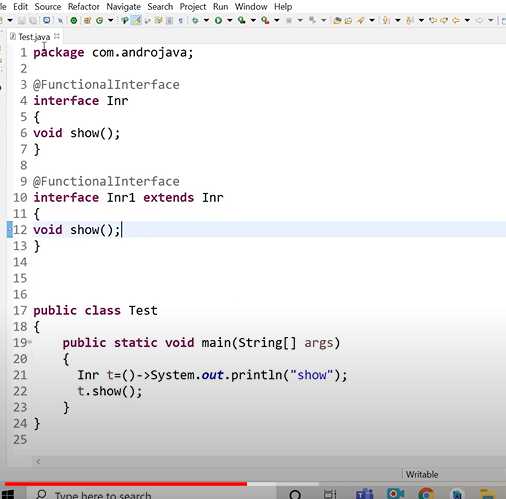 le Edit Source Refactor Navigate Search Project Run Window Help
Test.java
1 package com.androjava;
2
3 @FunctionalInterface
4 interface Inr
5 {
6 void show();
7 }
8
9 @FunctionalInterface
10 interface Inr1 extends Inr
11 {
12 void show();
13 }
14
15
16
17 public class Test
18 {
19 public static void main(String[] args)
20 {
21 Inr t=()->System.out.println("show");
22 t.show();
23 }
24 }
25
Writable
Type here to search